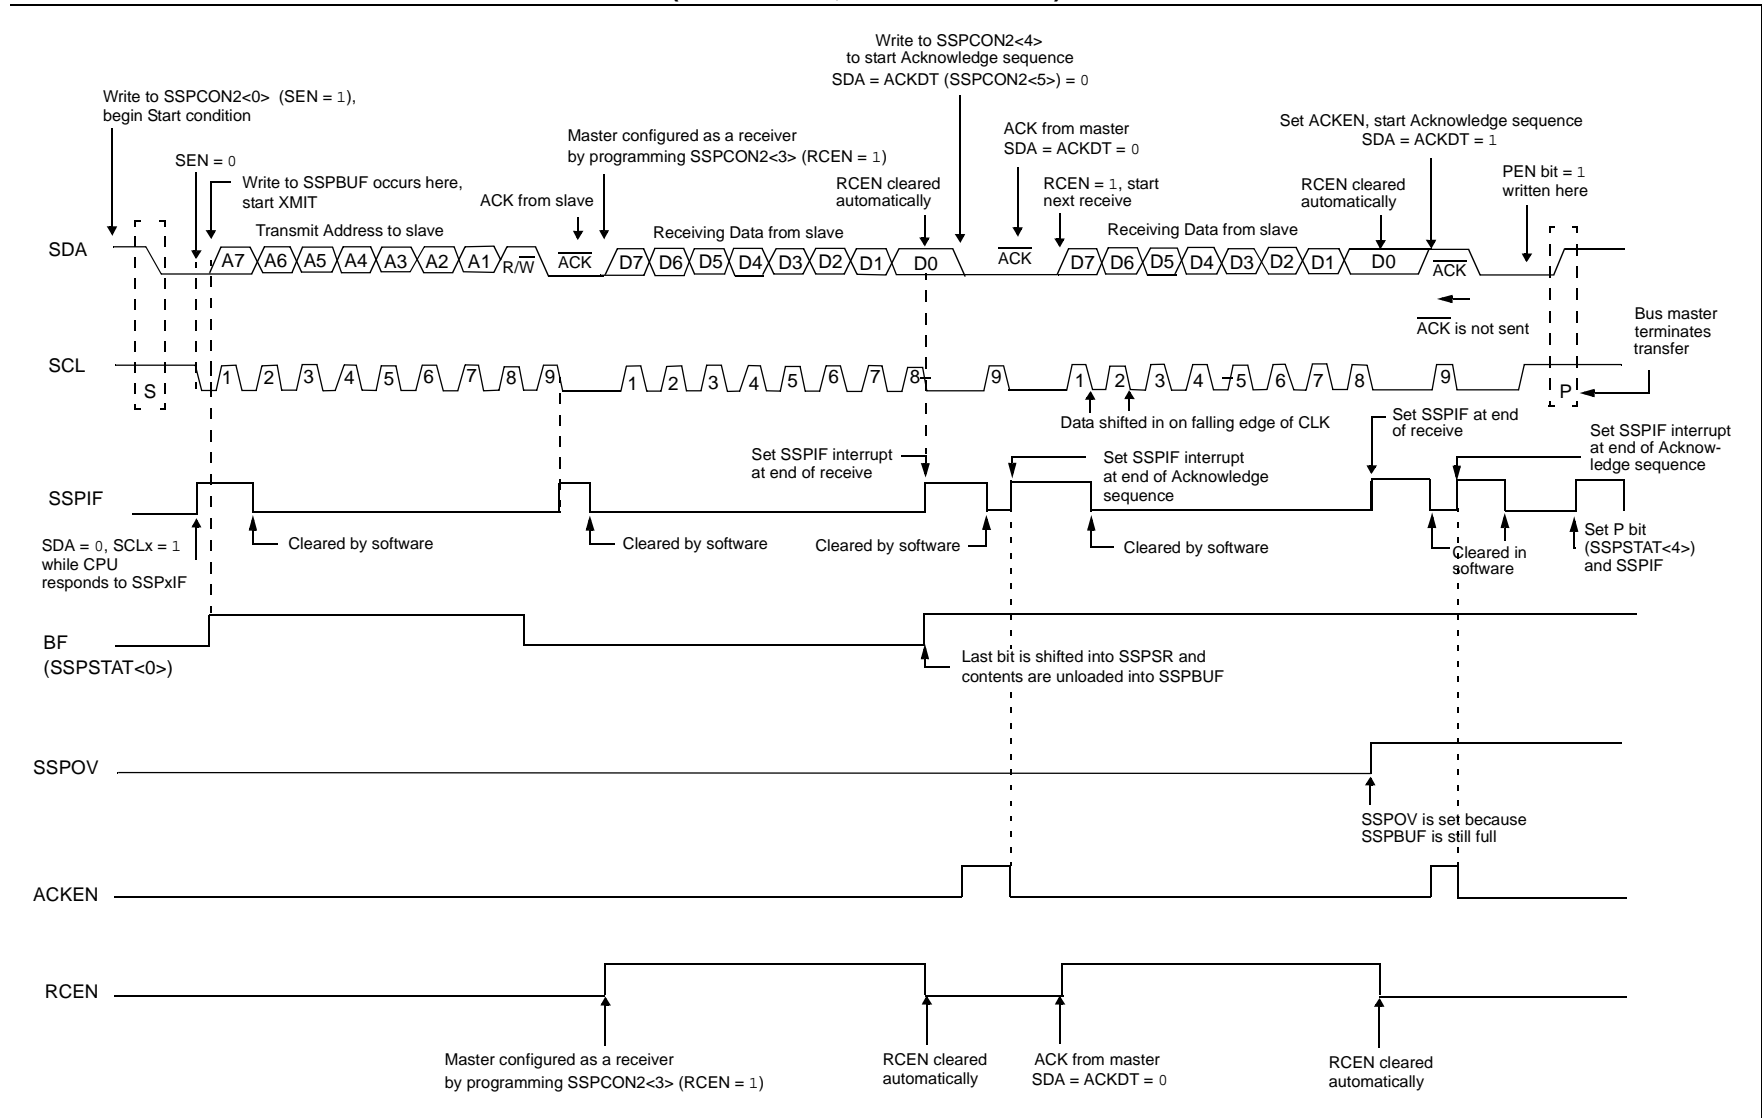 Write to SSPCON2<4>
to start Acknowledge sequence
SDA = ACKDT (SSPCON2<5>) = 0
Write to SSPCON2<0> (SEN = 1),
begin Start condition
Master configured as a receiver
by programming SSPCON2<3> (RCEN = 1)
ACK from master
SDA = ACKDT = 0
Set ACKEN, start Acknowledge sequence
SDA = ACKDT = 1
SEN = 0
Write to SSPBUF occurs here,
start XMIT
ACK from slave
RCEN cleared
automatically
RCEN = 1, start
next receive
RCEN cleared
automatically
PEN bit = 1
written here
Transmit Address to slave
Receiving Data from slave
Receiving Data from slave
SDA
A7 A6 A5 A4 A3 A2 A1 R/W ACK D7 D6 D5 D4 D3 D2 D1 D0 ACK D7 D6 D5 D4 D3 D2 D1 D0 ACK
ACK is not sent
Bus master
terminates
transfer
SCL
S 1 2 3 4 5 6 7 8 9 1 2 3 4 5 6 7 8 9 1 2 3 4 5 6 7 8 9 P
Data shifted in on falling edge of CLK
Set SSPIF at end
of receive
Set SSPIF interrupt
at end of Acknow-
ledge sequence
Set SSPIF interrupt
at end of receive
Set SSPIF interrupt
at end of Acknowledge
sequence
SSPIF
SDA = 0, SCLx = 1
while CPU
responds to SSPxIF
Cleared by software
Cleared by software
Cleared by software
Cleared by software
Cleared in
software
Set P bit
(SSPSTAT<4>)
and SSPIF
BF
(SSPSTAT<0>)
Last bit is shifted into SSPSR and
contents are unloaded into SSPBUF
SSPOV
SSPOV is set because
SSPBUF is still full
ACKEN
RCEN
Master configured as a receiver
by programming SSPCON2<3> (RCEN = 1)
RCEN cleared
automatically
ACK from master
SDA = ACKDT = 0
RCEN cleared
automatically